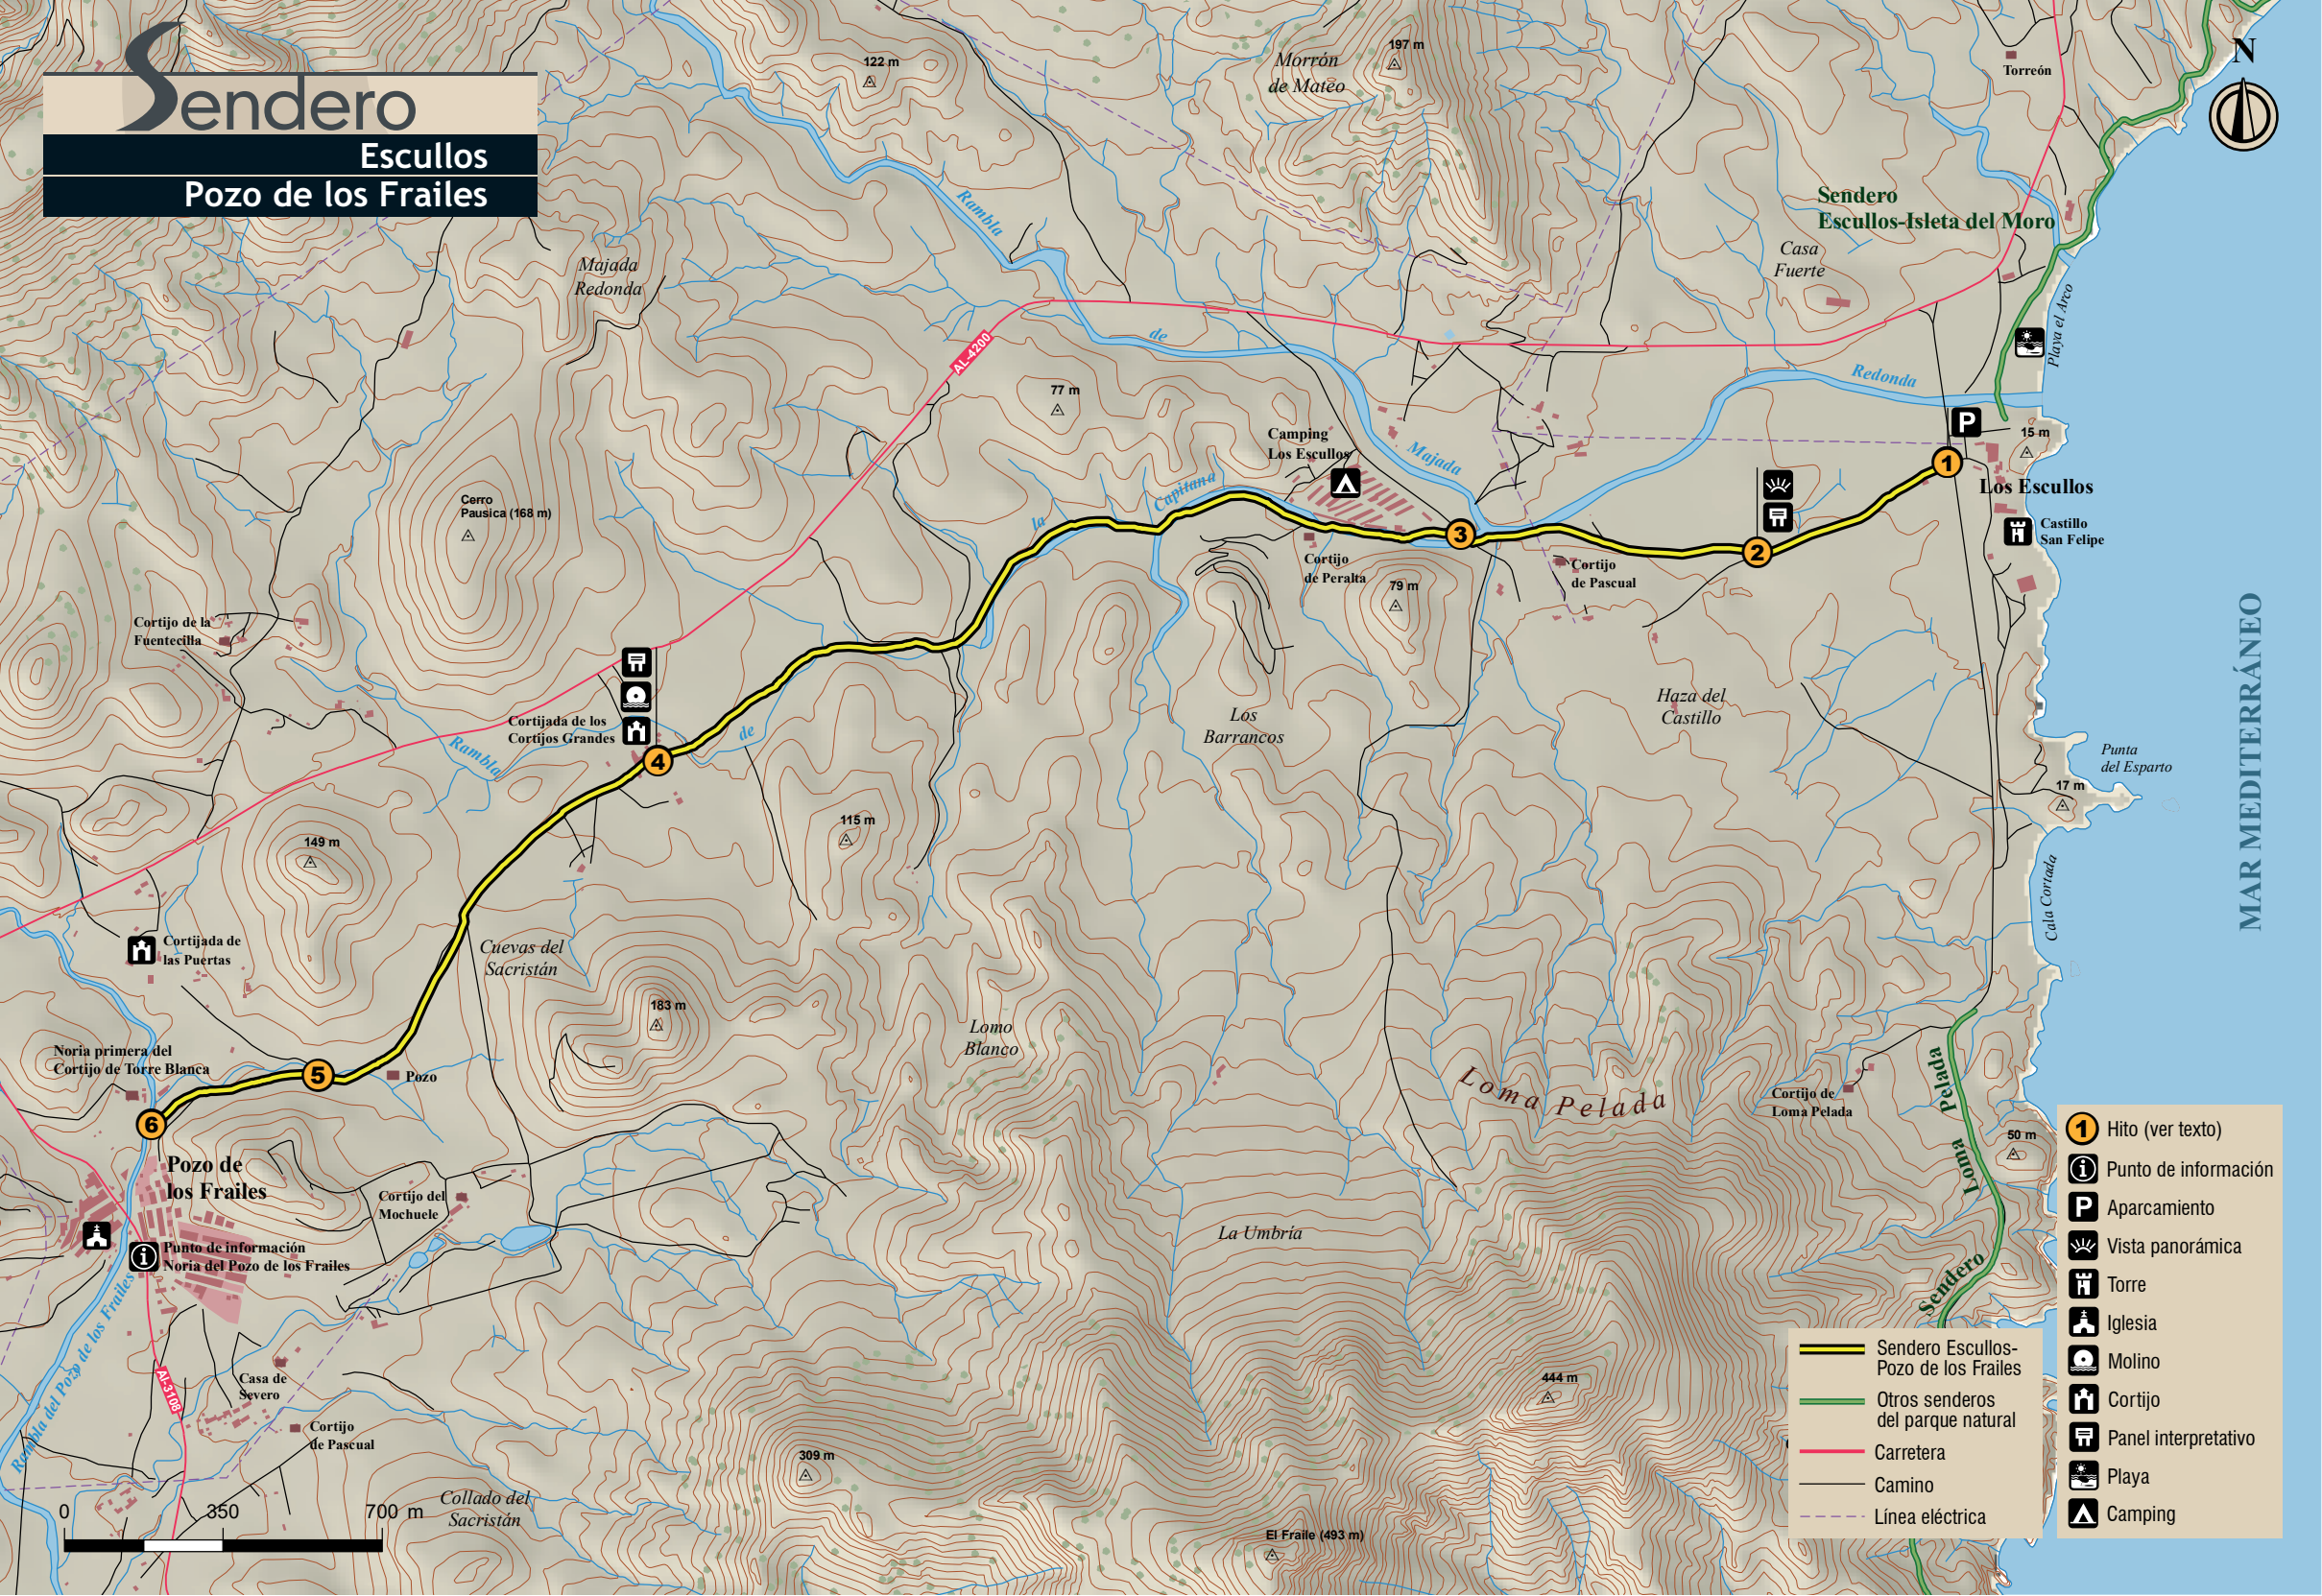 Sendero
Escullos
Pozo de los Frailes
122 m
Morrón
de Mateo
197 m
Torreón
N
Sendero
Escullos-Isleta del Moro
Casa
Fuerte
Majada
Redonda
Rambla
de
Majada
Redonda
AL-4200
Playa el Arco
77 m
Camping
Los Escullos
P
15 m
1
Los Escullos
Castillo
San Felipe
Cerro
Pausica (168 m)
la
Capitana
3
2
Cortijo
de Peralta
79 m
Cortijo
de Pascual
Cortijo de la
Fuentecilla
Cortijada de los
Cortijos Grandes
Rambla
4
de
Los
Barrancos
Haza del
Castillo
Punta
del Esparto
17 m
MAR MEDITERRÁNEO
149 m
115 m
Cala Cortada
Cortijada de
las Puertas
Cuevas del
Sacristán
183 m
Lomo
Blanco
Noria primera del
Cortijo de Torre Blanca
5
Pozo
6
Loma Pelada
Cortijo de
Loma Pelada
Sendero Loma Pelada
50 m
Pozo de
los Frailes
Cortijo del
Mochuele
Punto de información
Noria del Pozo de los Frailes
La Umbría
Rambla del Pozo de los Frailes
Al-3108
Casa de
Severo
Cortijo
de Pascual
444 m
309 m
Collado del
Sacristán
El Fraile (493 m)
0 350 700 m
Sendero Escullos-
Pozo de los Frailes
Otros senderos
del parque natural
Carretera
Camino
Línea eléctrica
1 Hito (ver texto)
i Punto de información
P Aparcamiento
Vista panorámica
Torre
Iglesia
Molino
Cortijo
Panel interpretativo
Playa
Camping